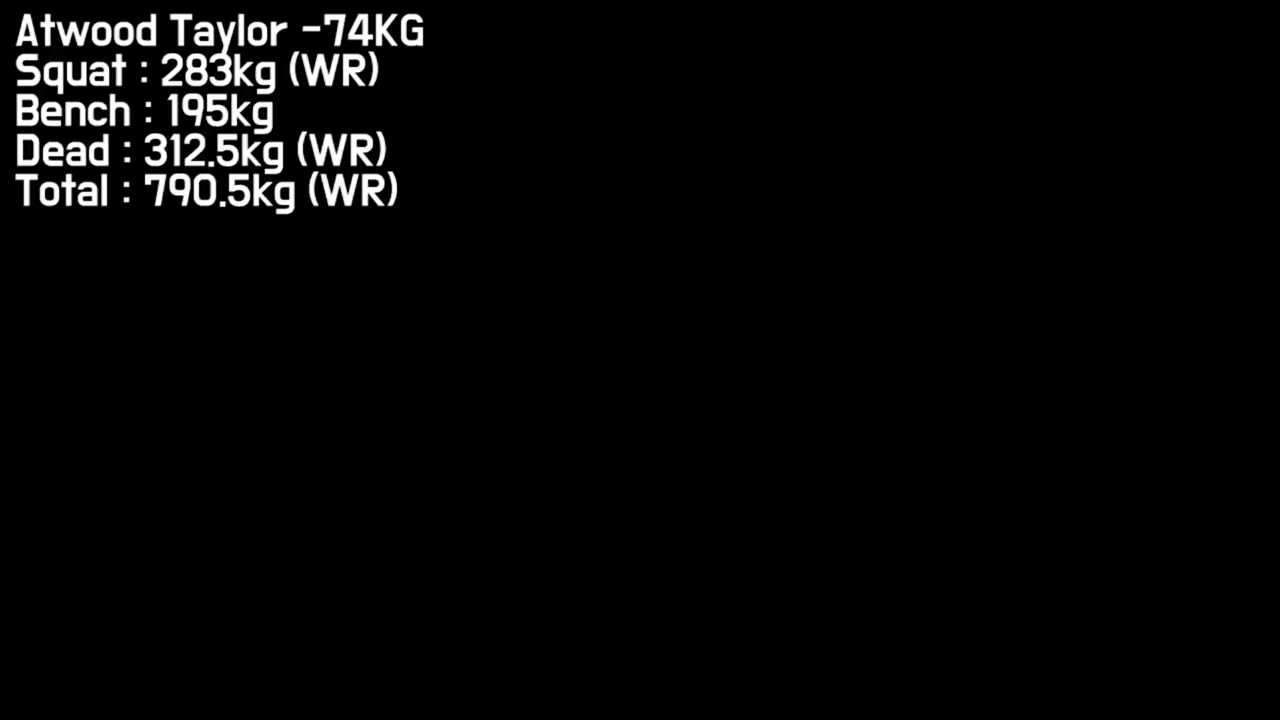 Atwood Taylor -74KG
Squat : 283kg (WR)
Bench : 195kg
Dead : 312.5kg (WR)
Total : 790.5kg (WR)